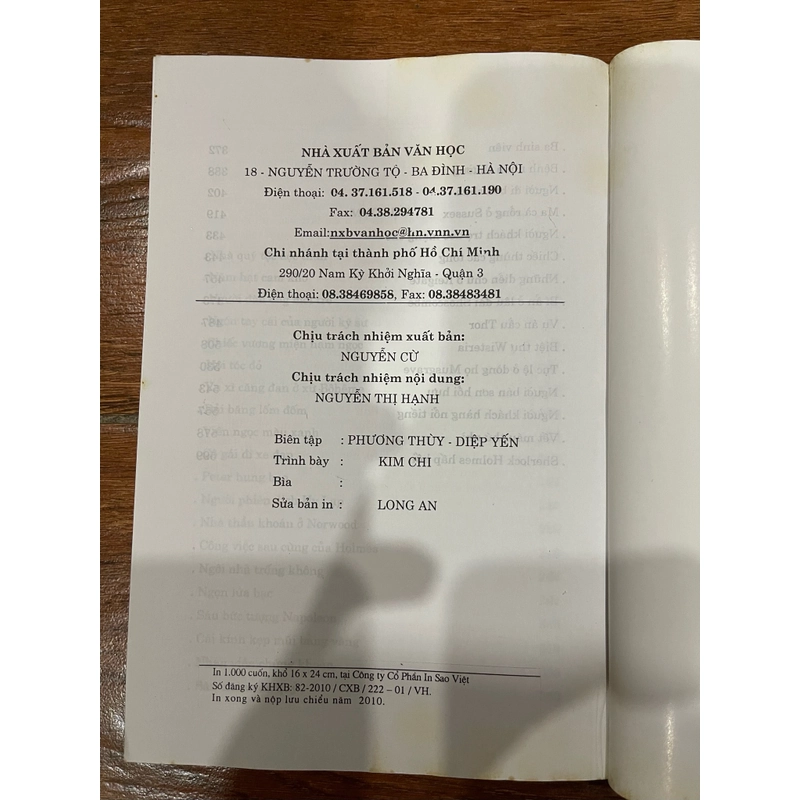 NHÀ XUẤT BẢN VĂN HỌC
18 - NGUYỄN TRƯỜNG TỘ - BA ĐÌNH - HÀ NỘI
Điện thoại: 04. 37.161.518 - 04.37.161.190
Fax: 04.38.294781
Email:nxbvanhoc@hn.vnn.vn
Chi nhánh tại thành phố Hồ Chí Minh
290/20 Nam Kỳ Khởi Nghĩa - Quận 3
Điện thoại: 08.38469858, Fax: 08.38483481
Chịu trách nhiệm xuất bản:
NGUYỄN CỪ
Chịu trách nhiệm nội dung:
NGUYỄN THỊ HẠNH
Biên tập : PHƯƠNG THÙY - DIỆP YẾN
Trình bày : KIM CHI
Bìa :
Sửa bản in : LONG AN
In 1.000 cuốn, khổ 16 x 24 cm, tại Công ty Cổ Phần In Sao Việt
Số đăng ký KHXB: 82-2010 / CXB / 222 – 01 / VH.
In xong và nộp lưu chiểu năm 2010.